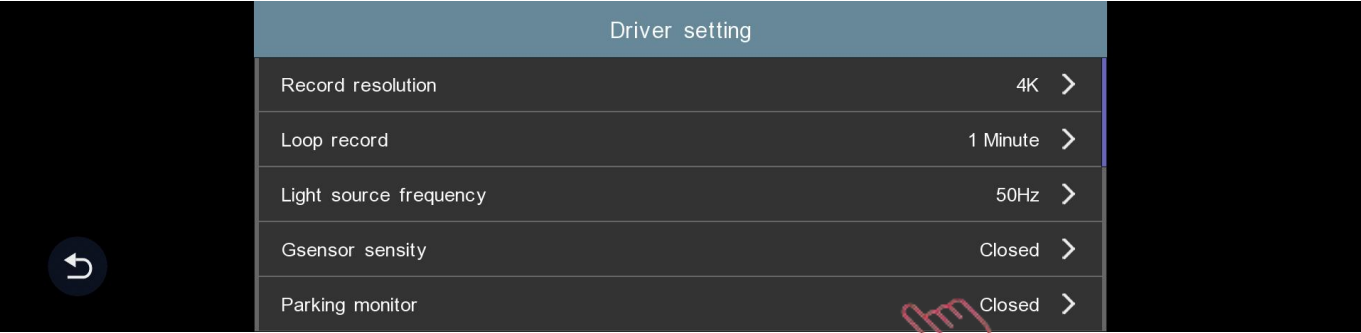 Driver setting
Record resolution 4K
Loop record 1 Minute
Light source frequency 50Hz
Gsensor sensity Closed
Parking monitor Closed